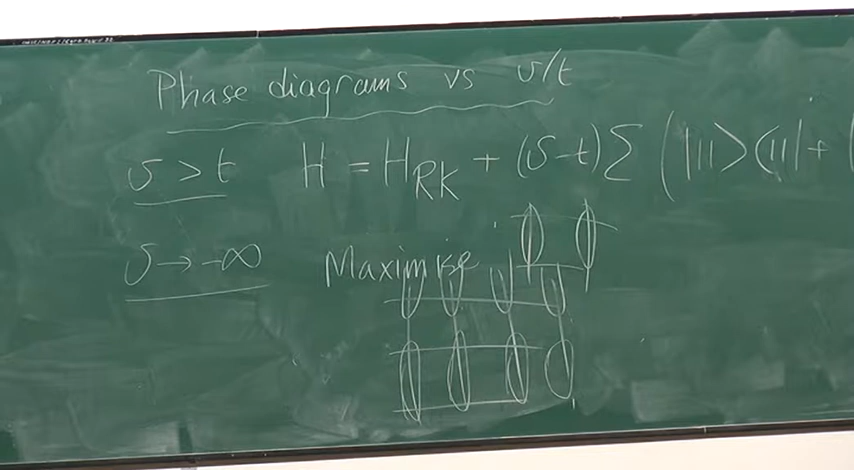 Phase diagrams vs v/t
v > t H = H_RK + (v-t) Σ ( |11> <11| +
v → -∞ Maximise